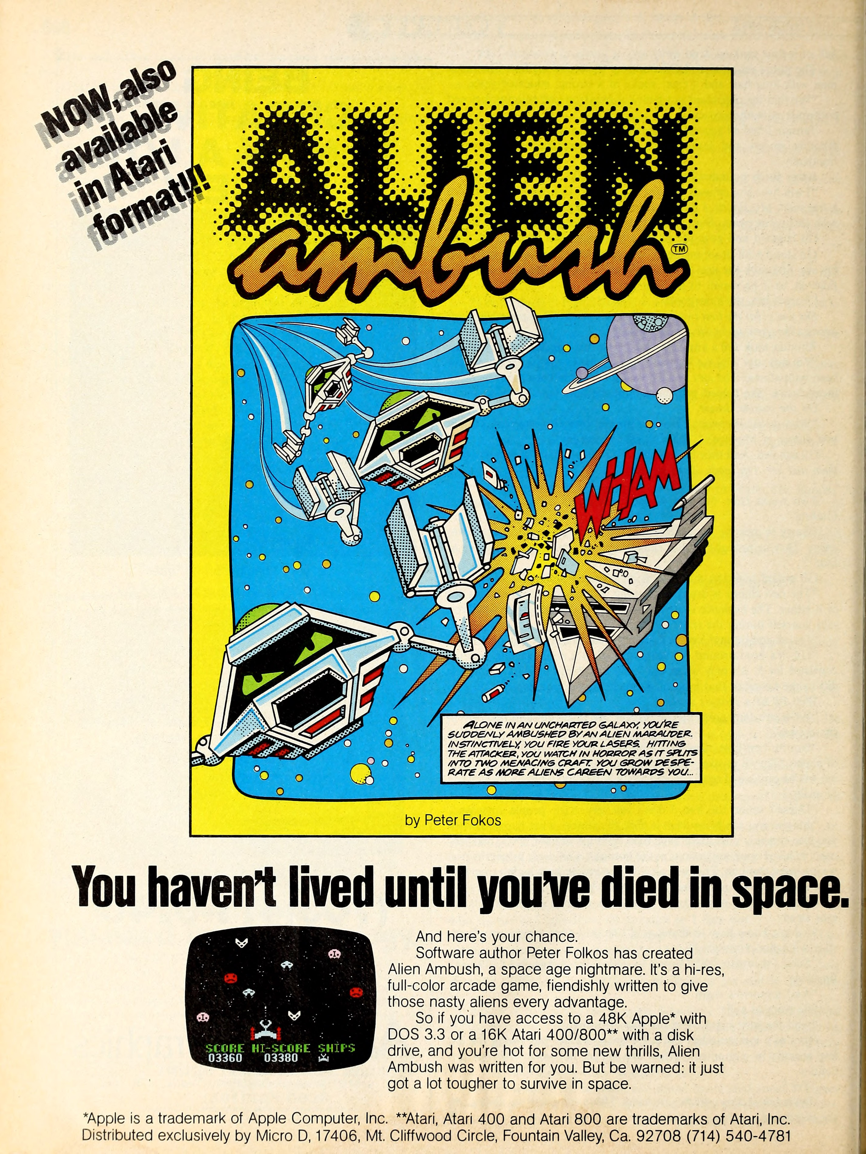 NOW, also
available
in Atari
format!!!
ALIEN
ambush TM
WHAM
ALONE IN AN UNCHARTED GALAXY, YOU'RE
SUDDENLY AMBUSHED BY AN ALIEN MARAUDER.
INSTINCTIVELY, YOU FIRE YOUR LASERS. HITTING
THE ATTACKER, YOU WATCH IN HORROR AS IT SPLITS
INTO TWO MENACING CRAFT. YOU GROW DESPE-
RATE AS MORE ALIENS CAREEN TOWARDS YOU...
by Peter Fokos
You haven't lived until you've died in space.
SCORE HI-SCORE SHIPS
03360 03380
And here's your chance.
Software author Peter Folkos has created
Alien Ambush, a space age nightmare. It's a hi-res,
full-color arcade game, fiendishly written to give
those nasty aliens every advantage.
So if you have access to a 48K Apple* with
DOS 3.3 or a 16K Atari 400/800** with a disk
drive, and you're hot for some new thrills, Alien
Ambush was written for you. But be warned: it just
got a lot tougher to survive in space.
*Apple is a trademark of Apple Computer, Inc. **Atari, Atari 400 and Atari 800 are trademarks of Atari, Inc.
Distributed exclusively by Micro D, 17406, Mt. Cliffwood Circle, Fountain Valley, Ca. 92708 (714) 540-4781